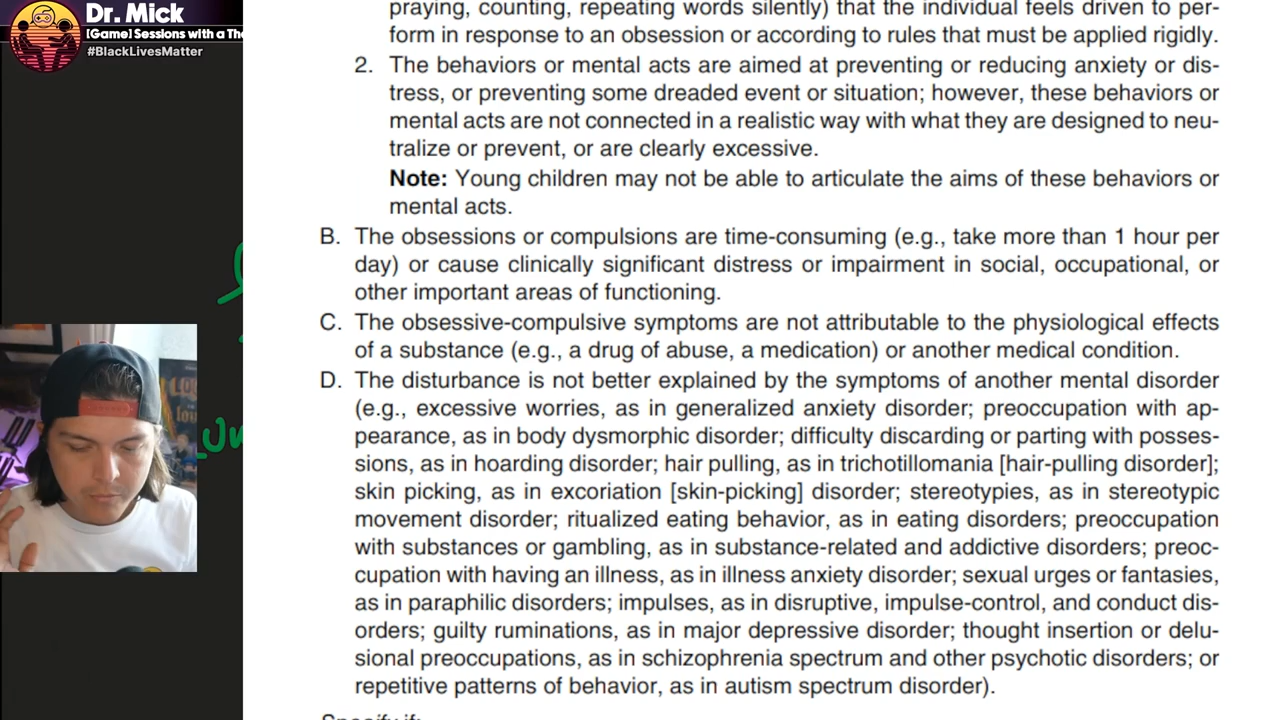 Dr. Mick
[Game] Sessions with a The
#BlackLivesMatter
praying, counting, repeating words silently) that the individual feels driven to per-
form in response to an obsession or according to rules that must be applied rigidly.
2. The behaviors or mental acts are aimed at preventing or reducing anxiety or dis-
tress, or preventing some dreaded event or situation; however, these behaviors or
mental acts are not connected in a realistic way with what they are designed to neu-
tralize or prevent, or are clearly excessive.
Note: Young children may not be able to articulate the aims of these behaviors or
mental acts.
B. The obsessions or compulsions are time-consuming (e.g., take more than 1 hour per
day) or cause clinically significant distress or impairment in social, occupational, or
other important areas of functioning.
C. The obsessive-compulsive symptoms are not attributable to the physiological effects
of a substance (e.g., a drug of abuse, a medication) or another medical condition.
D. The disturbance is not better explained by the symptoms of another mental disorder
(e.g., excessive worries, as in generalized anxiety disorder; preoccupation with ap-
pearance, as in body dysmorphic disorder; difficulty discarding or parting with posses-
sions, as in hoarding disorder; hair pulling, as in trichotillomania [hair-pulling disorder];
skin picking, as in excoriation [skin-picking] disorder; stereotypies, as in stereotypic
movement disorder; ritualized eating behavior, as in eating disorders; preoccupation
with substances or gambling, as in substance-related and addictive disorders; preoc-
cupation with having an illness, as in illness anxiety disorder; sexual urges or fantasies,
as in paraphilic disorders; impulses, as in disruptive, impulse-control, and conduct dis-
orders; guilty ruminations, as in major depressive disorder; thought insertion or delu-
sional preoccupations, as in schizophrenia spectrum and other psychotic disorders; or
repetitive patterns of behavior, as in autism spectrum disorder).
Specify if: